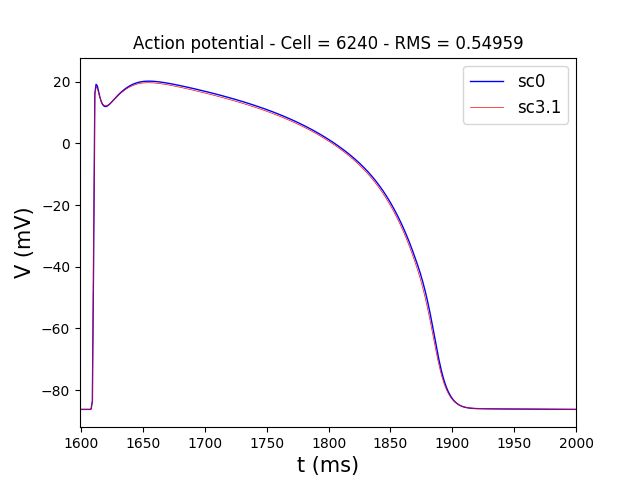 Action potential - Cell = 6240 - RMS = 0.54959
sc0
sc3.1
V (mV)
20
0
−20
−40
−60
−80
1600 1650 1700 1750 1800 1850 1900 1950 2000
t (ms)